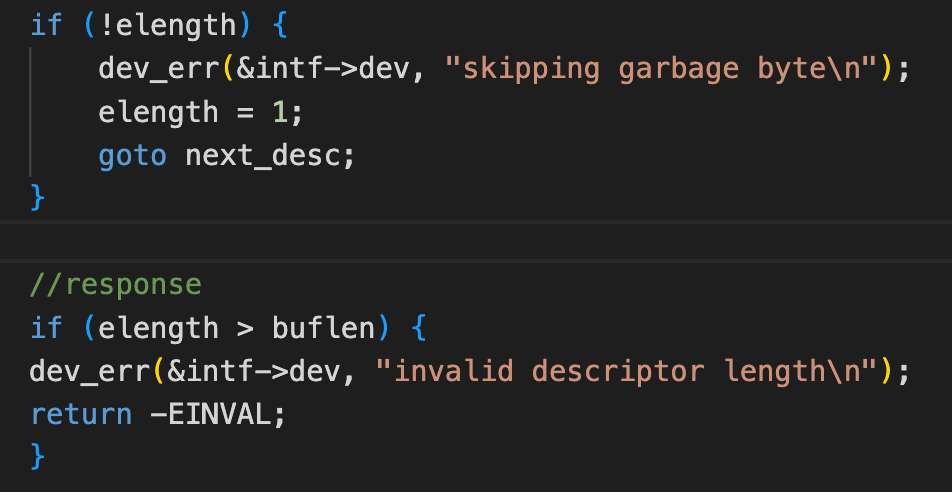 if (!elength) {
dev_err(&intf->dev, "skipping garbage byte\n");
elength = 1;
goto next_desc;
}
//response
if (elength > buflen) {
dev_err(&intf->dev, "invalid descriptor length\n");
return -EINVAL;
}